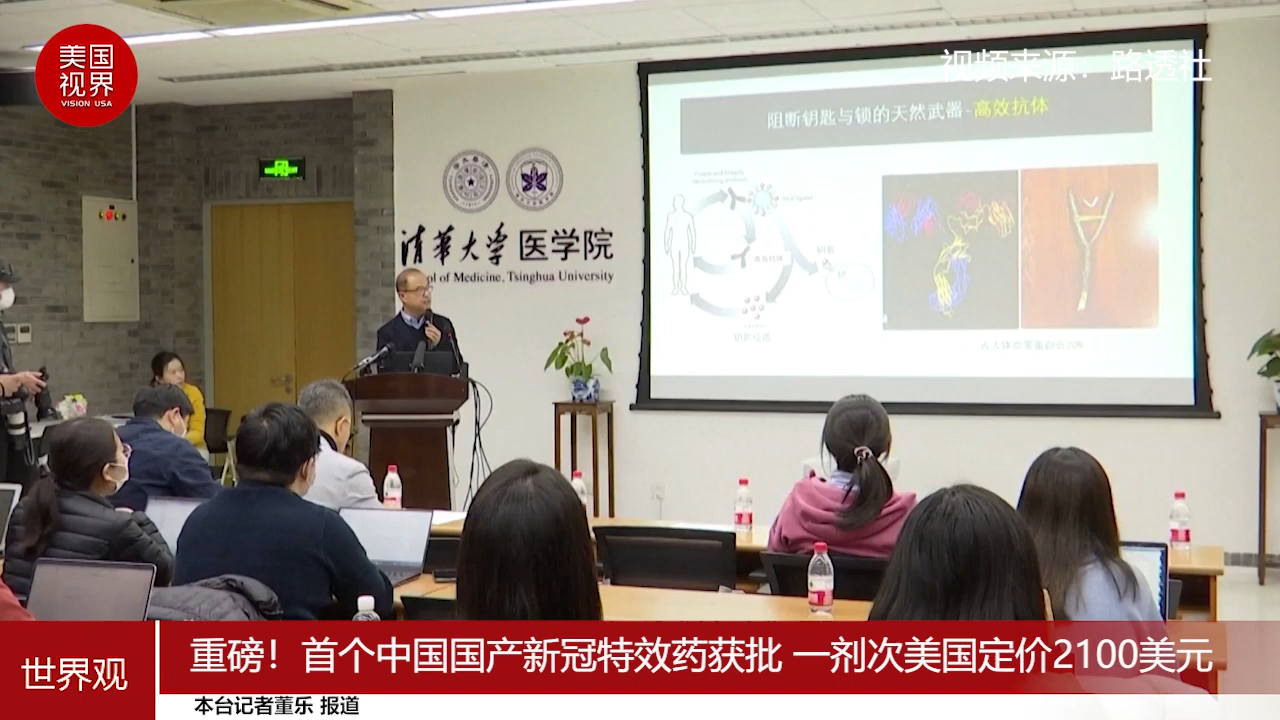 美国
视界
VISION USA
视频来源：路透社
阻断钥匙与锁的天然武器-高效抗体
清华大学医学院
ol of Medicine, Tsinghua University
世界观
重磅！首个中国国产新冠特效药获批 一剂次美国定价2100美元
本台记者董乐 报道